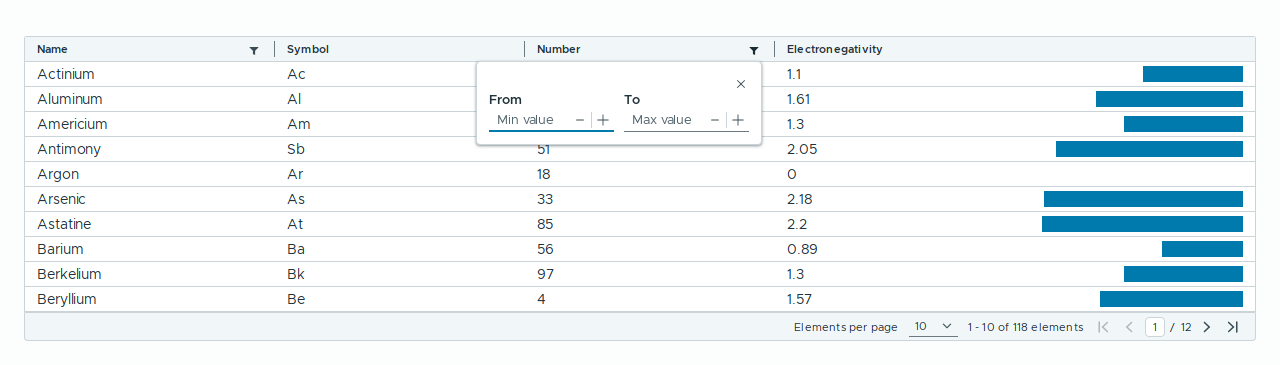 Name Symbol Number Electronegativity
Actinium Ac 1.1
From To
Aluminum Al 1.61
Min value Max value
Americium Am 1.3
Antimony Sb 51 2.05
Argon Ar 18 0
Arsenic As 33 2.18
Astatine At 85 2.2
Barium Ba 56 0.89
Berkelium Bk 97 1.3
Beryllium Be 4 1.57
Elements per page 10 1 - 10 of 118 elements 1 / 12